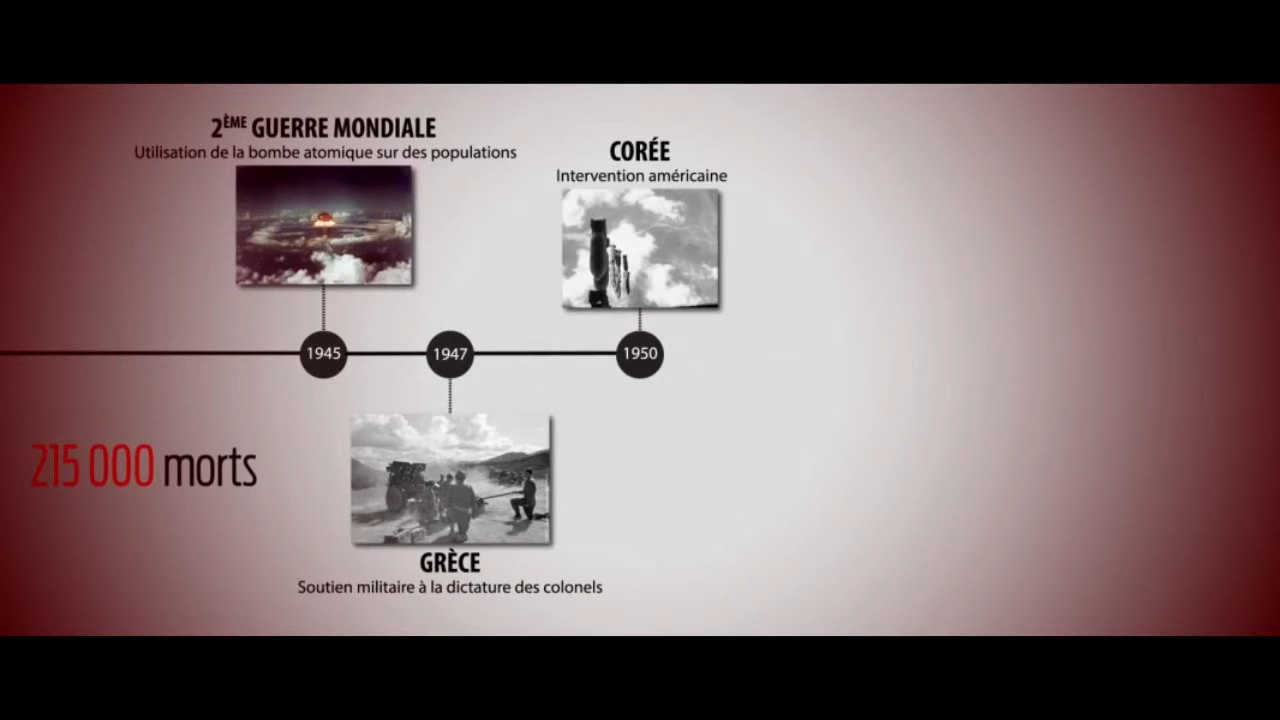 2ÈME GUERRE MONDIALE
Utilisation de la bombe atomique sur des populations
CORÉE
Intervention américaine
1945
1947
1950
215 000 morts
GRÈCE
Soutien militaire à la dictature des colonels